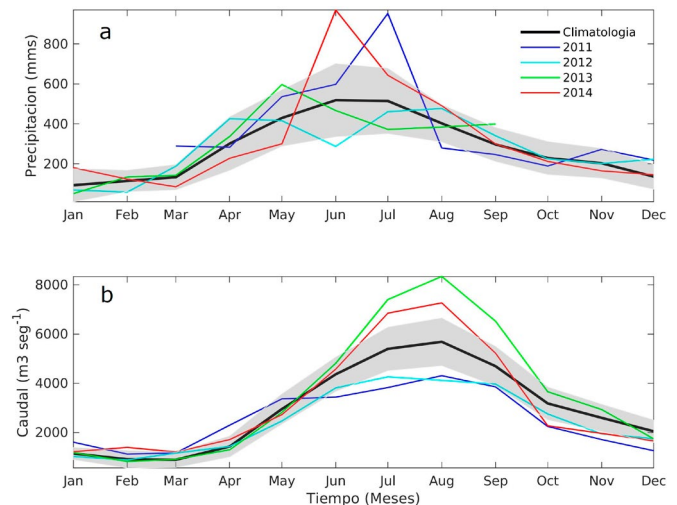 a
Precipitacion (mms)
800
600
400
200
Climatologia
2011
2012
2013
2014
Jan Feb Mar Apr May Jun Jul Aug Sep Oct Nov Dec
b
Caudal (m3 seg-1)
8000
6000
4000
2000
Jan Feb Mar Apr May Jun Jul Aug Sep Oct Nov Dec
Tiempo (Meses)